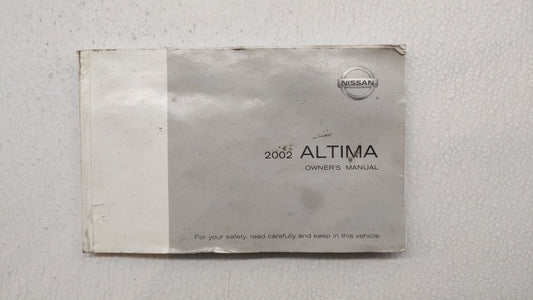 NISSAN
2002 ALTIMA
OWNER'S MANUAL
For your safety, read carefully and keep in this vehicle.